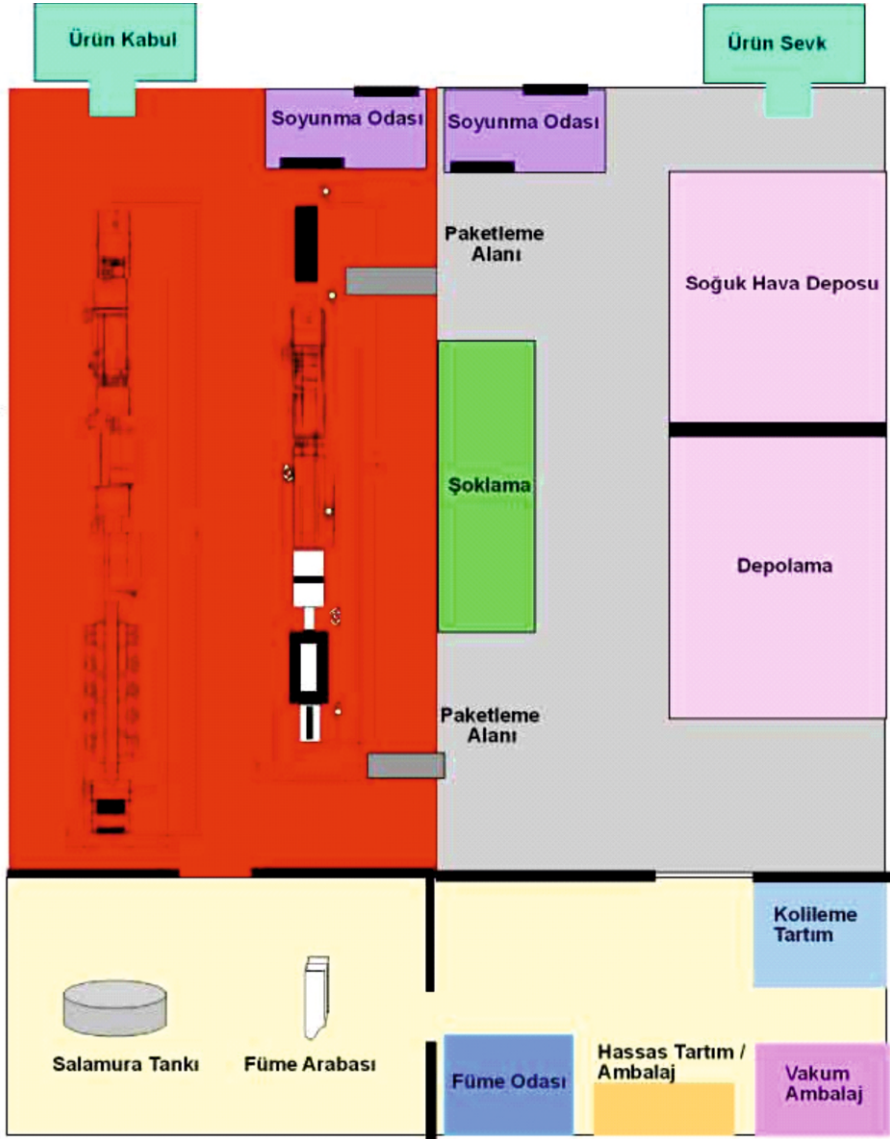 Ürün Kabul
Ürün Sevk
Soyunma Odası
Soyunma Odası
Paketleme
Alanı
Soğuk Hava Deposu
Şoklama
Depolama
Paketleme
Alanı
Kolileme
Tartım
Salamura Tankı
Füme Arabası
Füme Odası
Hassas Tartım /
Ambalaj
Vakum
Ambalaj